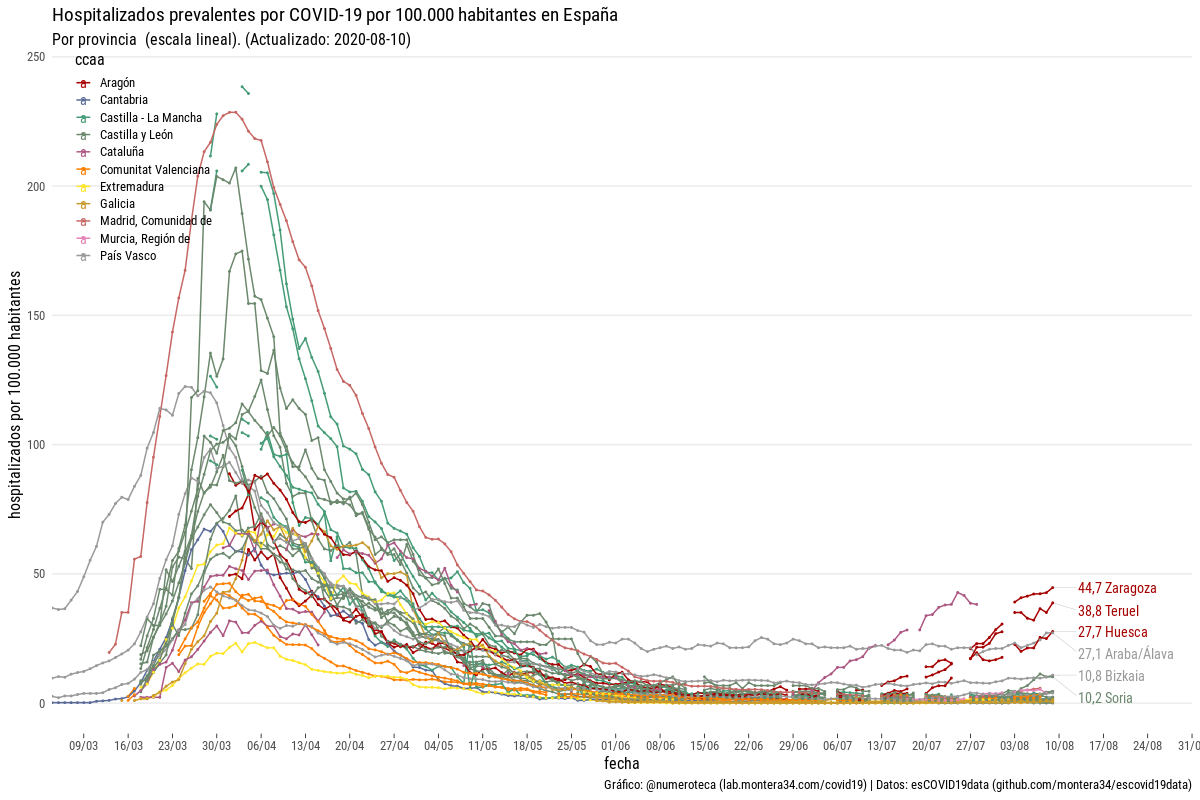 Hospitalizados prevalentes por COVID-19 por 100.000 habitantes en España
Por provincia (escala lineal). (Actualizado: 2020-08-10)
ccaa
Aragón
Cantabria
Castilla - La Mancha
Castilla y León
Cataluña
Comunitat Valenciana
Extremadura
Galicia
Madrid, Comunidad de
Murcia, Región de
País Vasco
hospitalizados por 100.000 habitantes
250
200
150
100
50
0
44,7 Zaragoza
38,8 Teruel
27,7 Huesca
27,1 Araba/Álava
10,8 Bizkaia
10,2 Soria
09/03 16/03 23/03 30/03 06/04 13/04 20/04 27/04 04/05 11/05 18/05 25/05 01/06 08/06 15/06 22/06 29/06 06/07 13/07 20/07 27/07 03/08 10/08 17/08 24/08 31/0
fecha
Gráfico: @numeroteca (lab.montera34.com/covid19) | Datos: esCOVID19data (github.com/montera34/escovid19data)